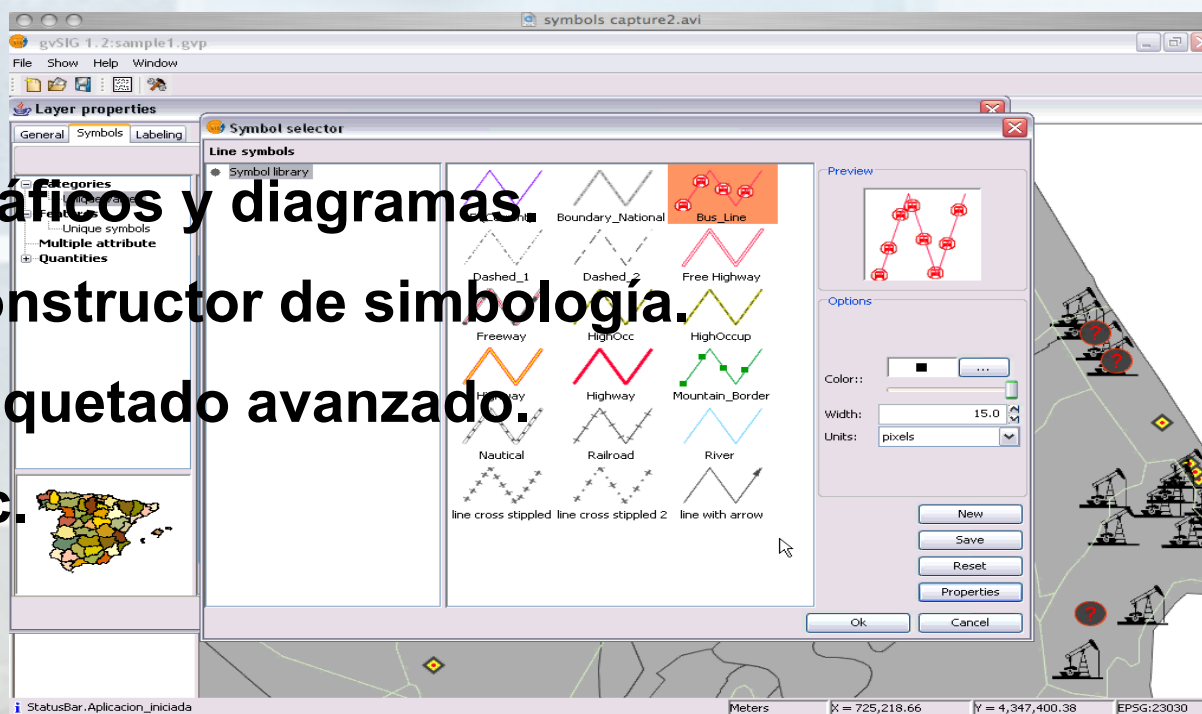 symbols capture2.avi
gvSIG 1.2:sample1.gvp
File Show Help Window
Layer properties
General Symbols Labeling
Symbol selector
Line symbols
Symbol library
Categories
Features
Unique symbols
Multiple attribute
Quantities
áficos y diagramas.
onstructor de simbología.
quetado avanzado.
c.
Boundary_National
Bus_Line
Dashed_1
Dashed_2
Free Highway
Freeway
HighOcc
HighOccup
Highway
Highway
Mountain_Border
Nautical
Railroad
River
line cross stippled
line cross stippled 2
line with arrow
Preview
Options
Color::
...
Width: 15.0
Units: pixels
New
Save
Reset
Properties
Ok Cancel
StatusBar.Aplicacion_iniciada
Meters
X = 725,218.66
Y = 4,347,400.38
EPSG:23030